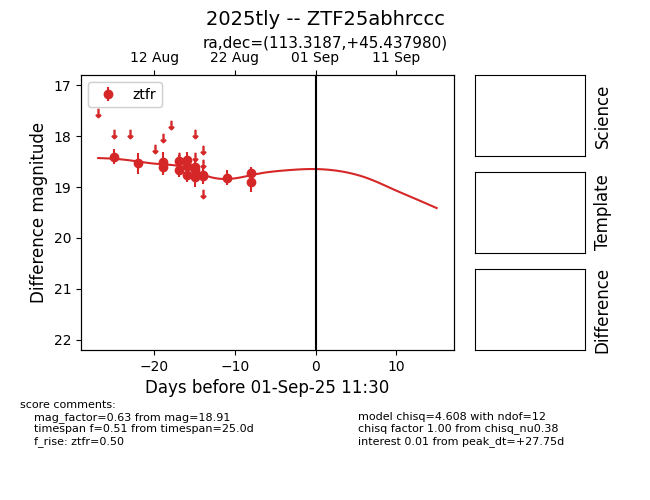 2025tly -- ZTF25abhrccc
ra,dec=(113.3187,+45.437980)
12 Aug 22 Aug 01 Sep 11 Sep
ztfr
17
18
19
20
21
22
Difference magnitude
−20 −10 0 10
Days before 01-Sep-25 11:30
Science
Template
Difference
score comments:
mag_factor=0.63 from mag=18.91
timespan f=0.51 from timespan=25.0d
f_rise: ztfr=0.50
model chisq=4.608 with ndof=12
chisq factor 1.00 from chisq_nu0.38
interest 0.01 from peak_dt=+27.75d